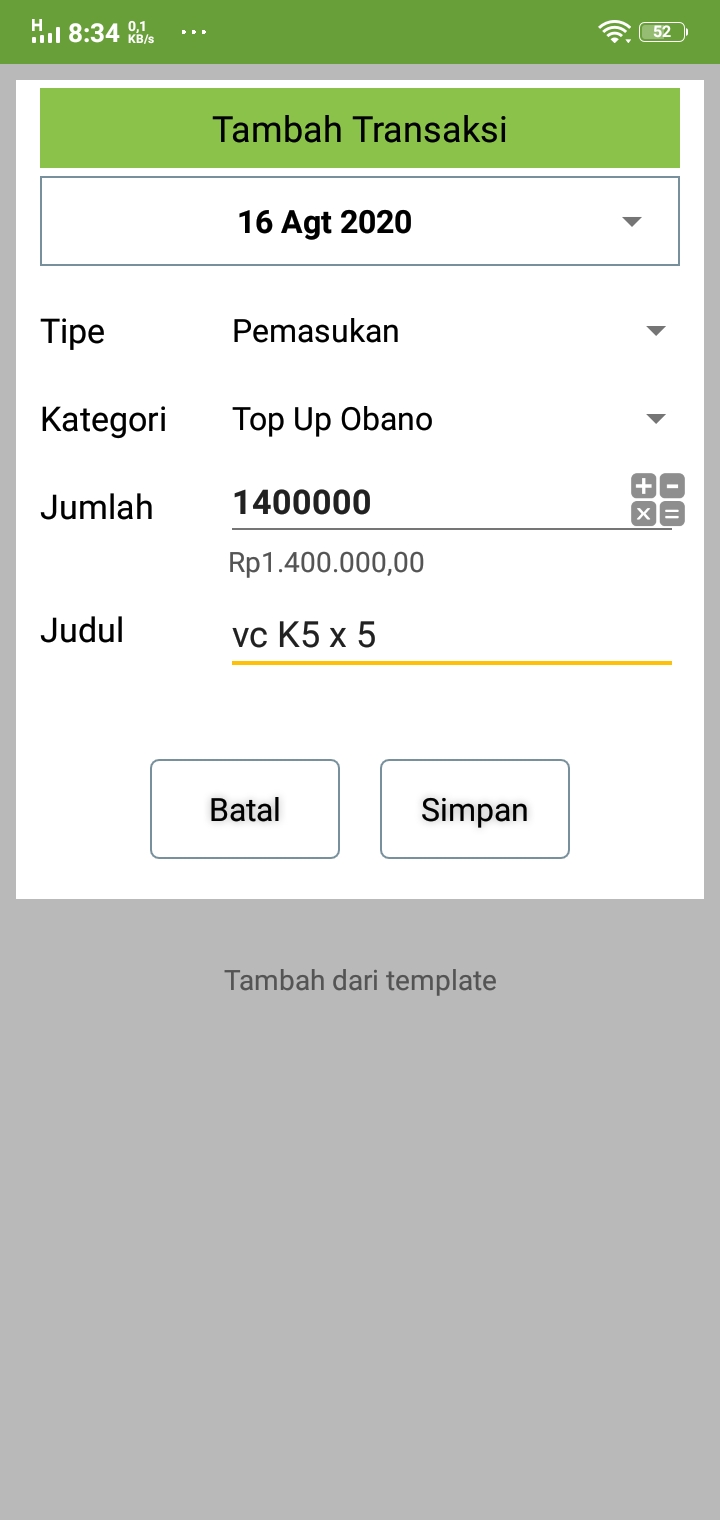 H 8:34 0,1 KB/s ... 52
Tambah Transaksi
16 Agt 2020
Tipe Pemasukan
Kategori Top Up Obano
Jumlah 1400000
Rp1.400.000,00
Judul vc K5 x 5
Batal Simpan
Tambah dari template